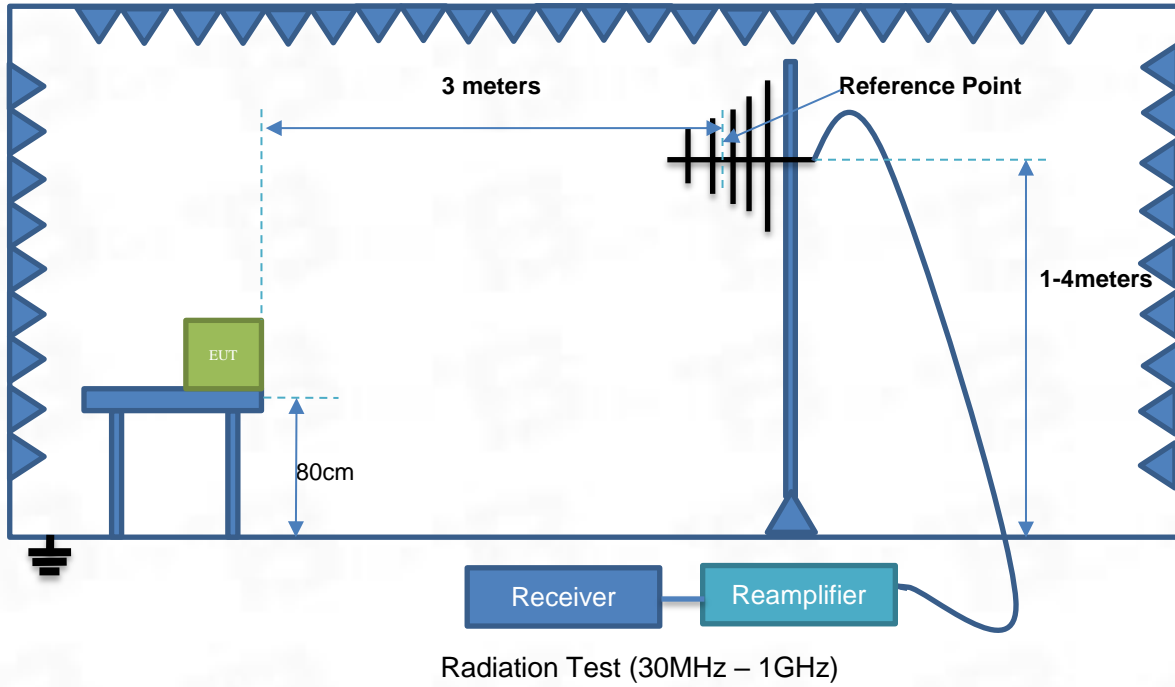 3 meters
Reference Point
1-4meters
EUT
80cm
Receiver
Reamplifier
Radiation Test (30MHz – 1GHz)